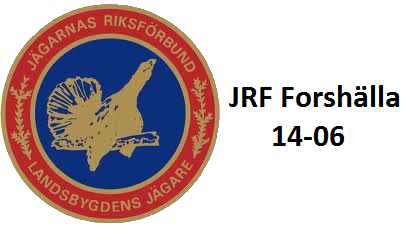 JÄGARNAS RIKSFÖRBUND
LANDSBYGDENS JÄGARE
JRF Forshälla
14-06